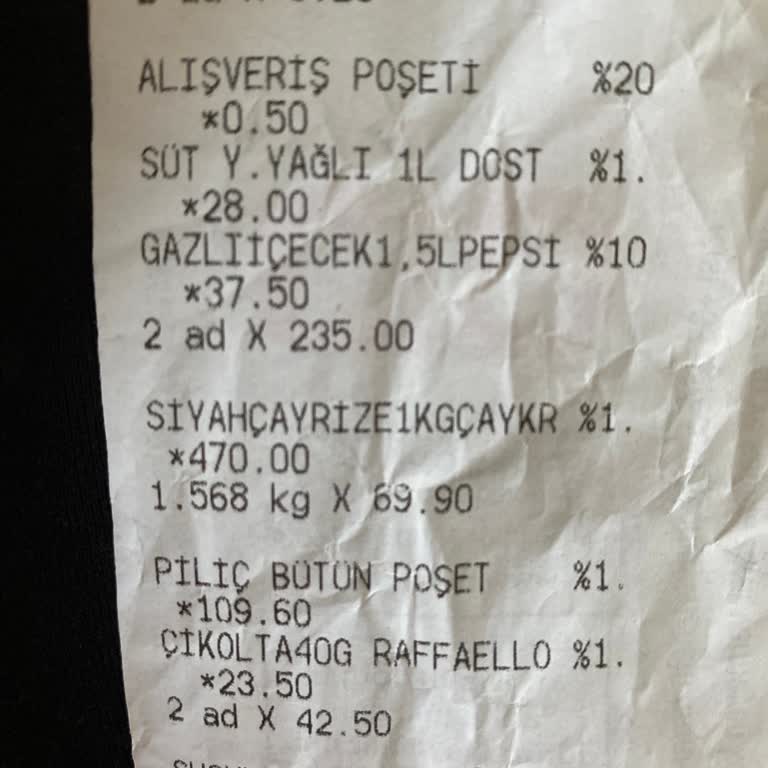 ALIŞVERİŞ POŞETİ %20
*0.50
SÜT Y.YAĞLI 1L DOST %1.
*28.00
GAZLIİÇECEK1,5LPEPSI %10
*37.50
2 ad X 235.00
SİYAHÇAYRİZE1KGÇAYKR %1.
*470.00
1.568 kg X 69.90
PİLİÇ BÜTÜN POŞET %1.
*109.60
ÇİKOLTA40G RAFFAELLO %1.
*23.50
2 ad X 42.50